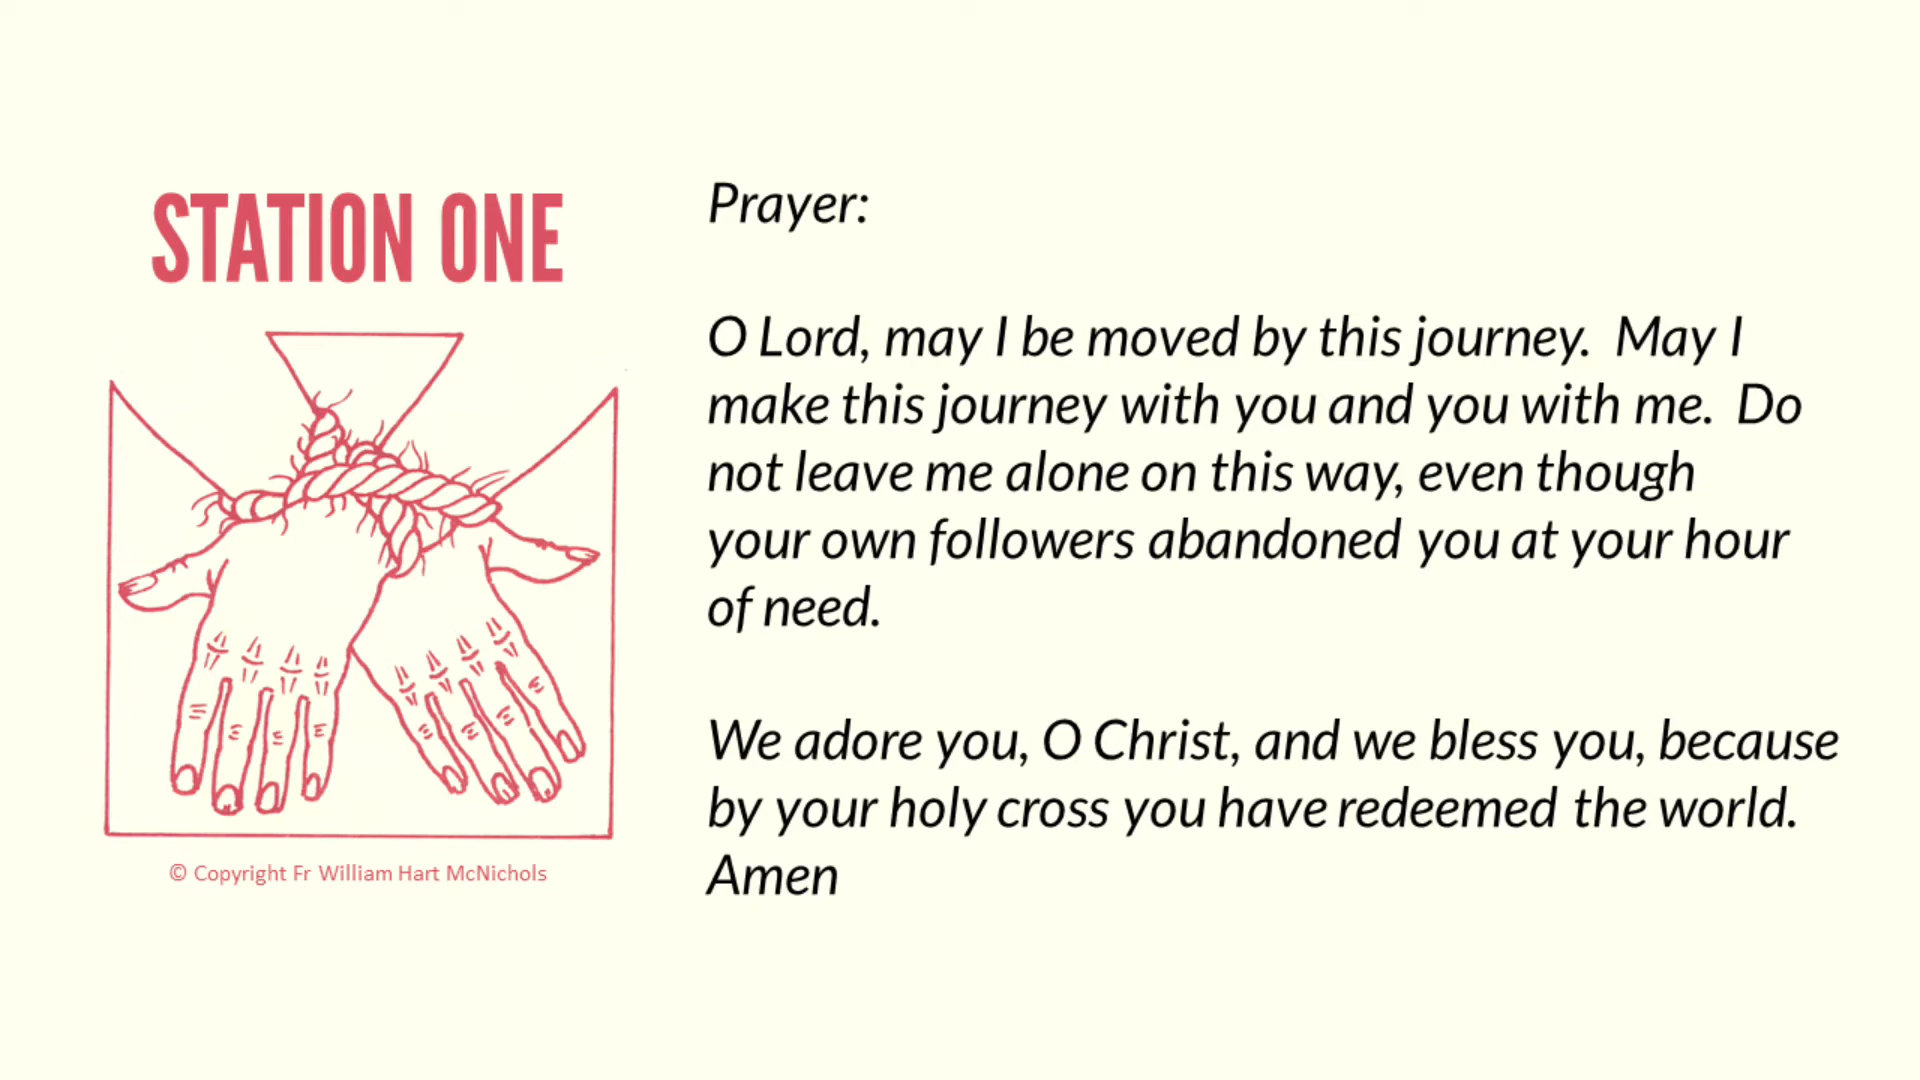 STATION ONE
© Copyright Fr William Hart McNichols
Prayer:
O Lord, may I be moved by this journey.  May I
make this journey with you and you with me.  Do
not leave me alone on this way, even though
your own followers abandoned you at your hour
of need.
We adore you, O Christ, and we bless you, because
by your holy cross you have redeemed the world.
Amen